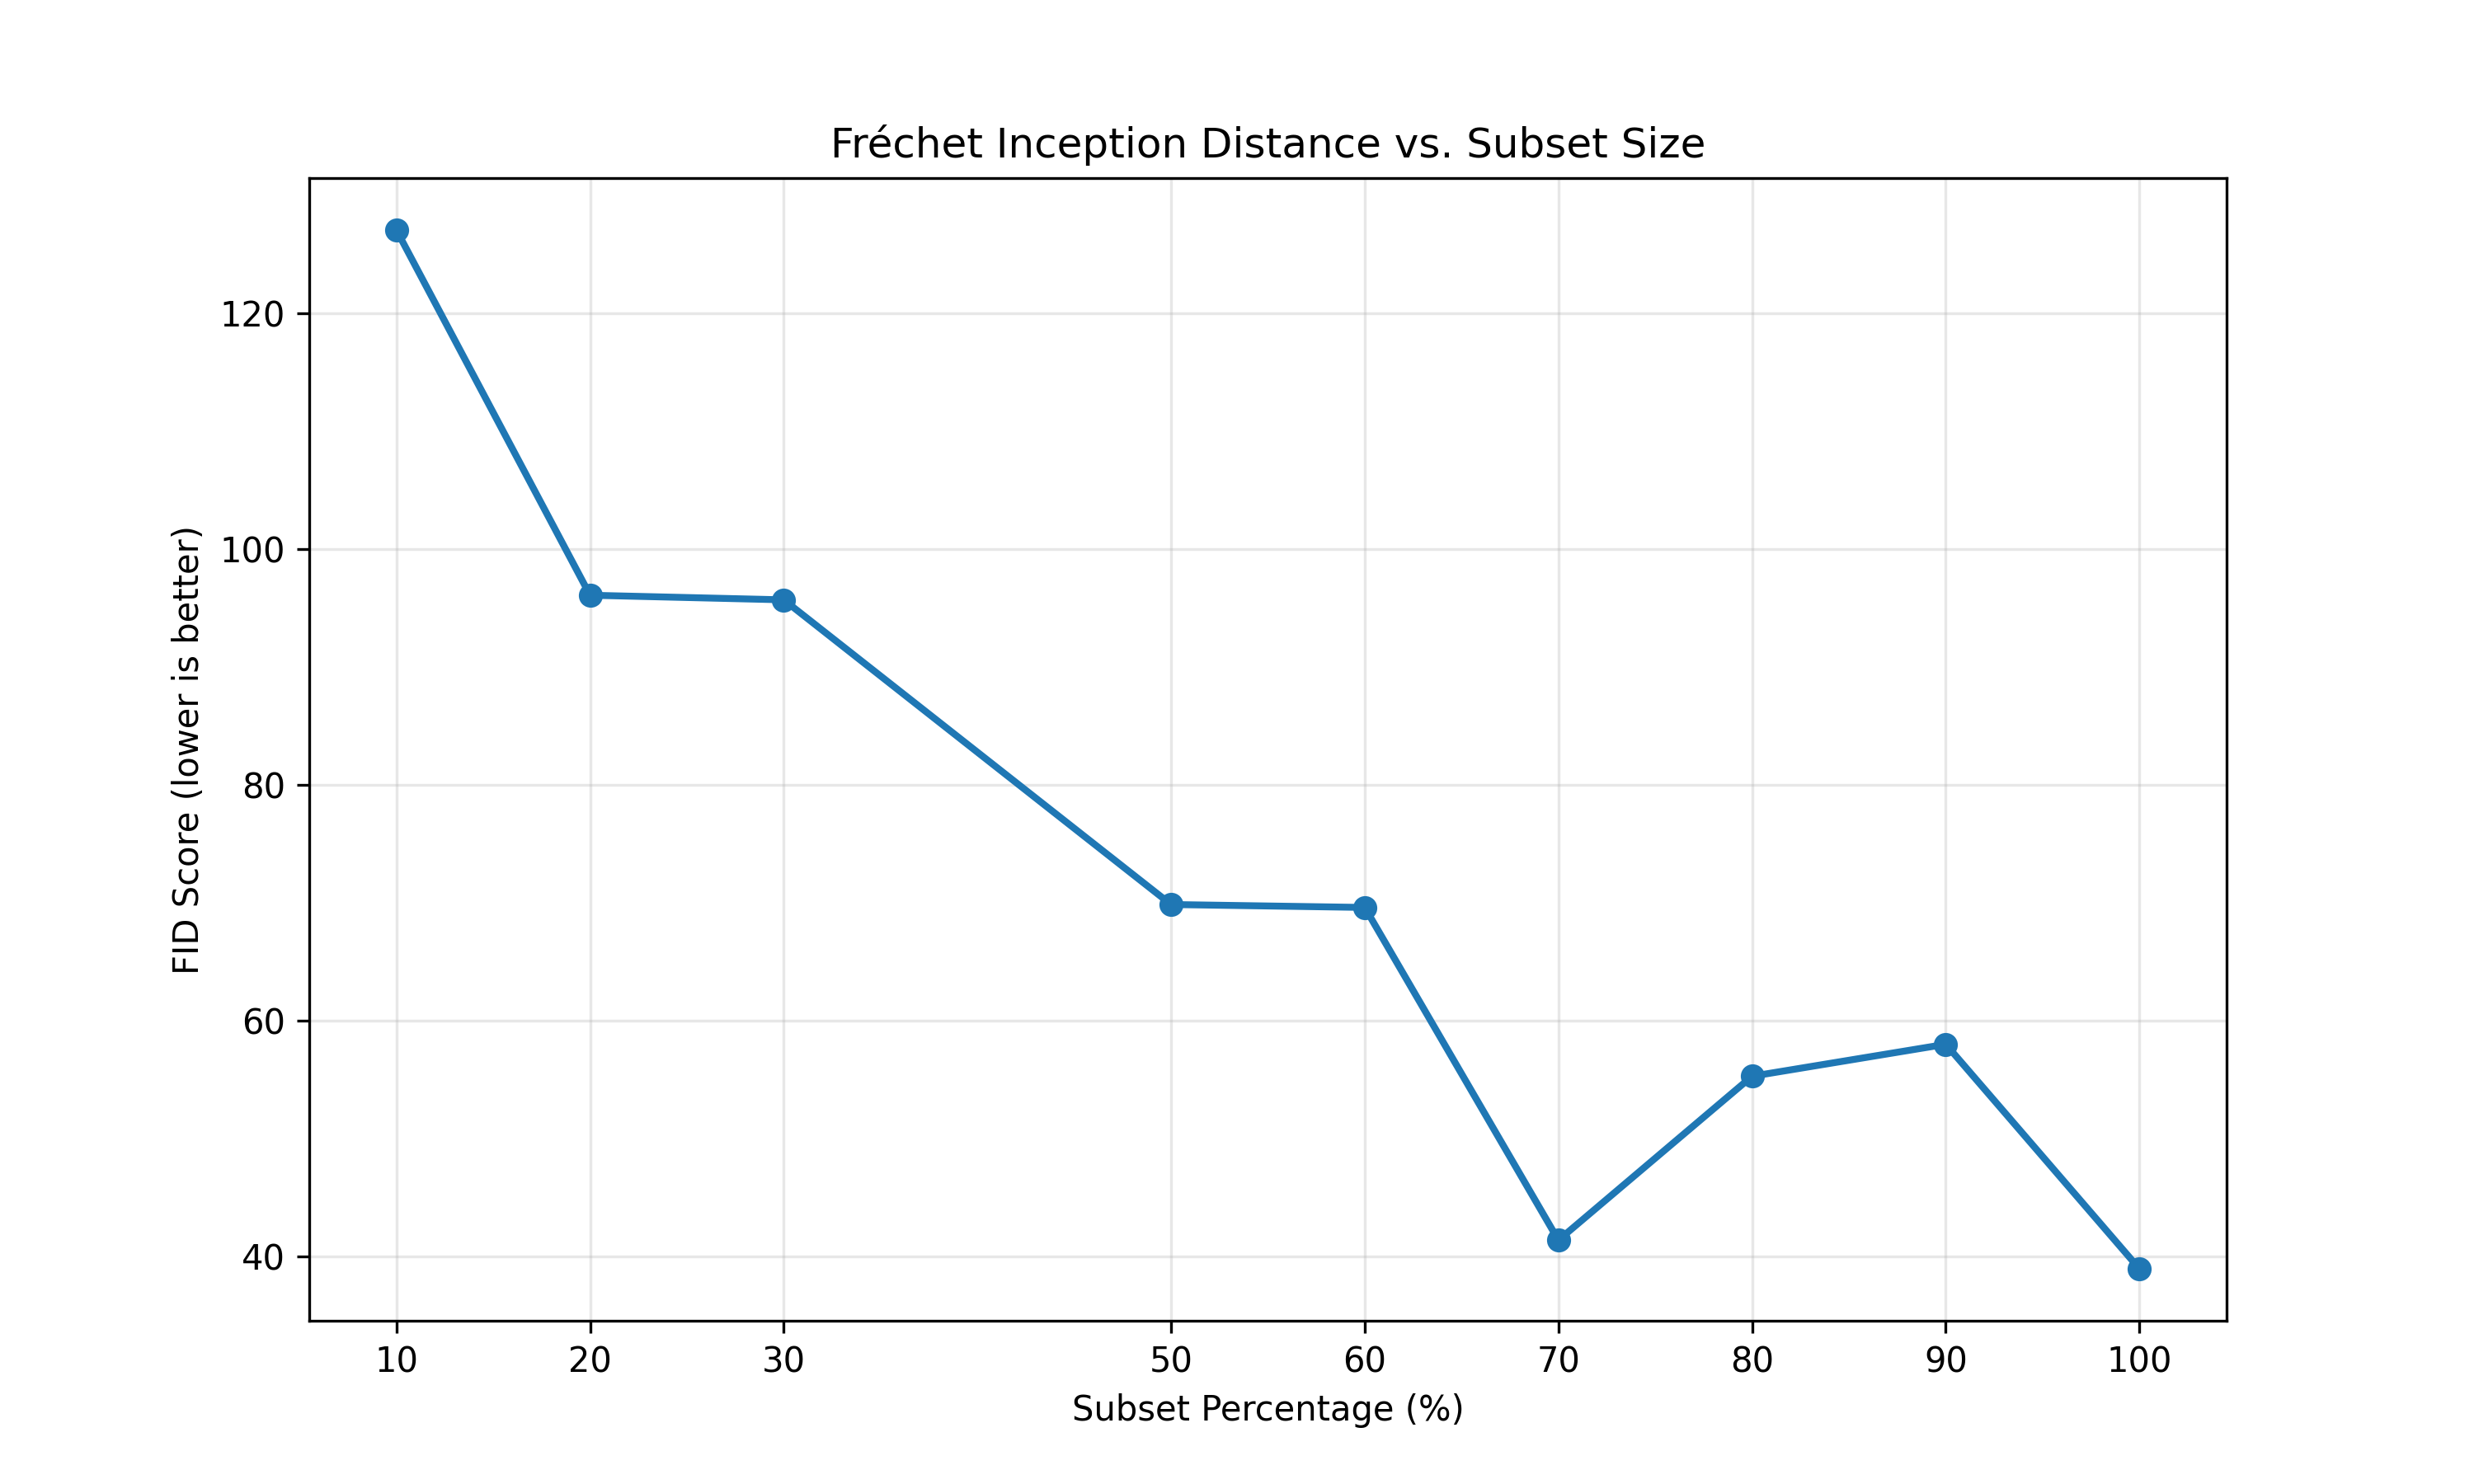 Fréchet Inception Distance vs. Subset Size
FID Score (lower is better)
120
100
80
60
40
10 20 30 50 60 70 80 90 100
Subset Percentage (%)